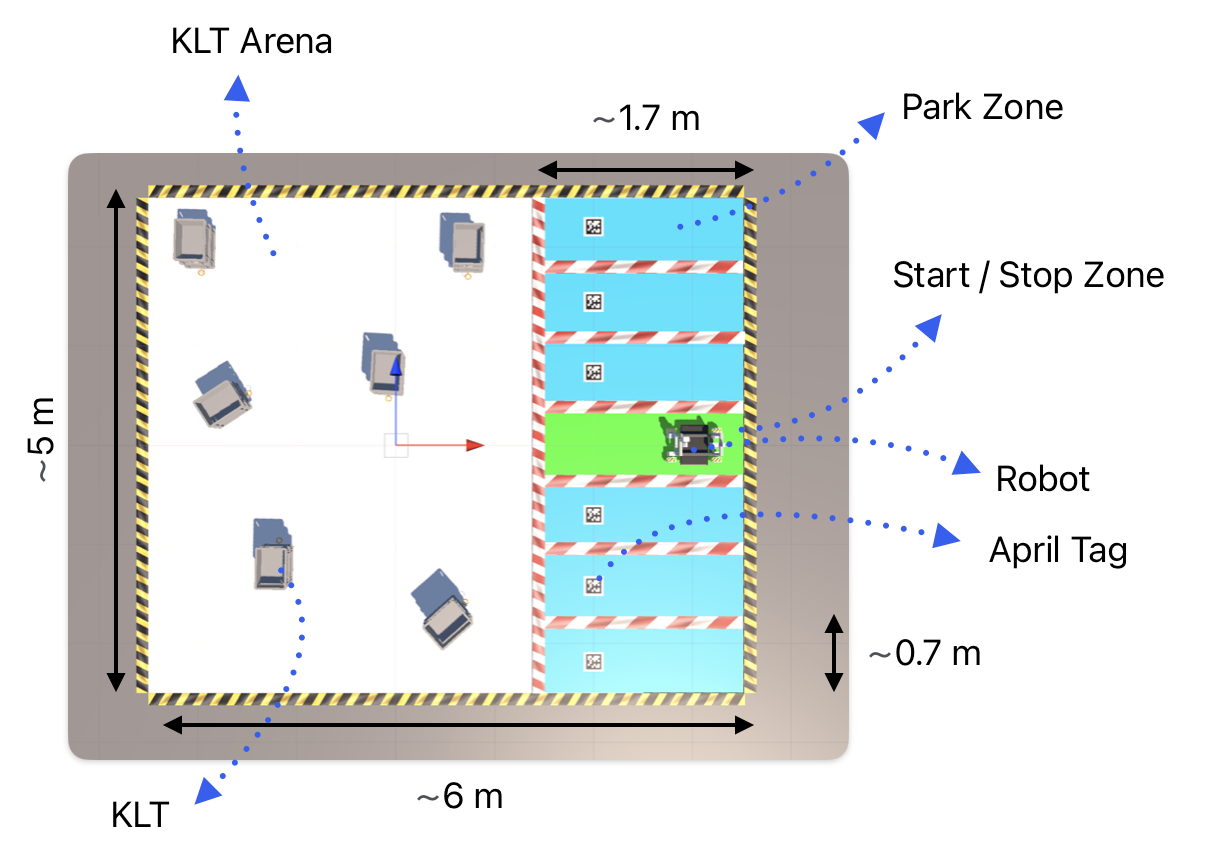 KLT Arena
~1.7 m
Park Zone
Start / Stop Zone
~5 m
Robot
April Tag
~0.7 m
~6 m
KLT